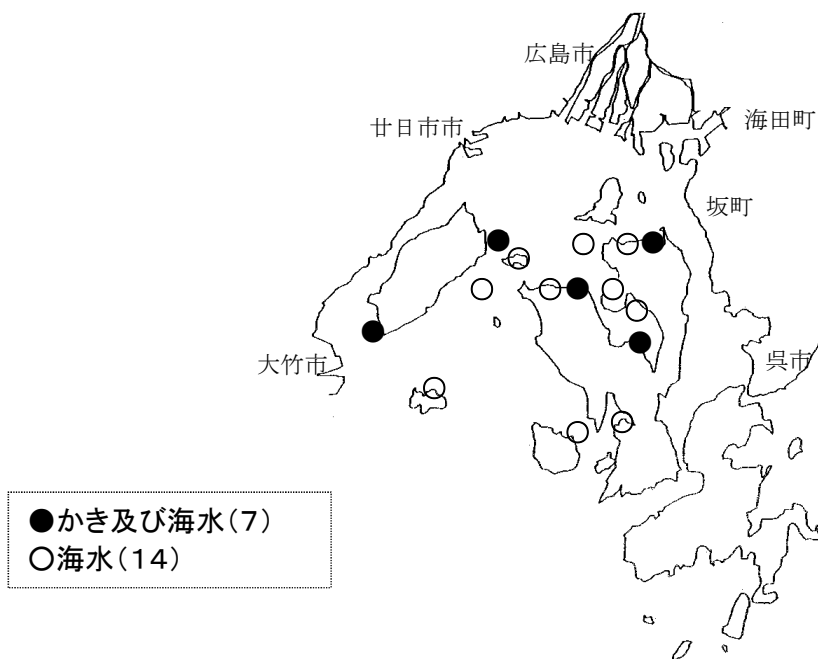 広島市
廿日市市
海田町
坂町
大竹市
呉市
●かき及び海水(7)
○海水(14)